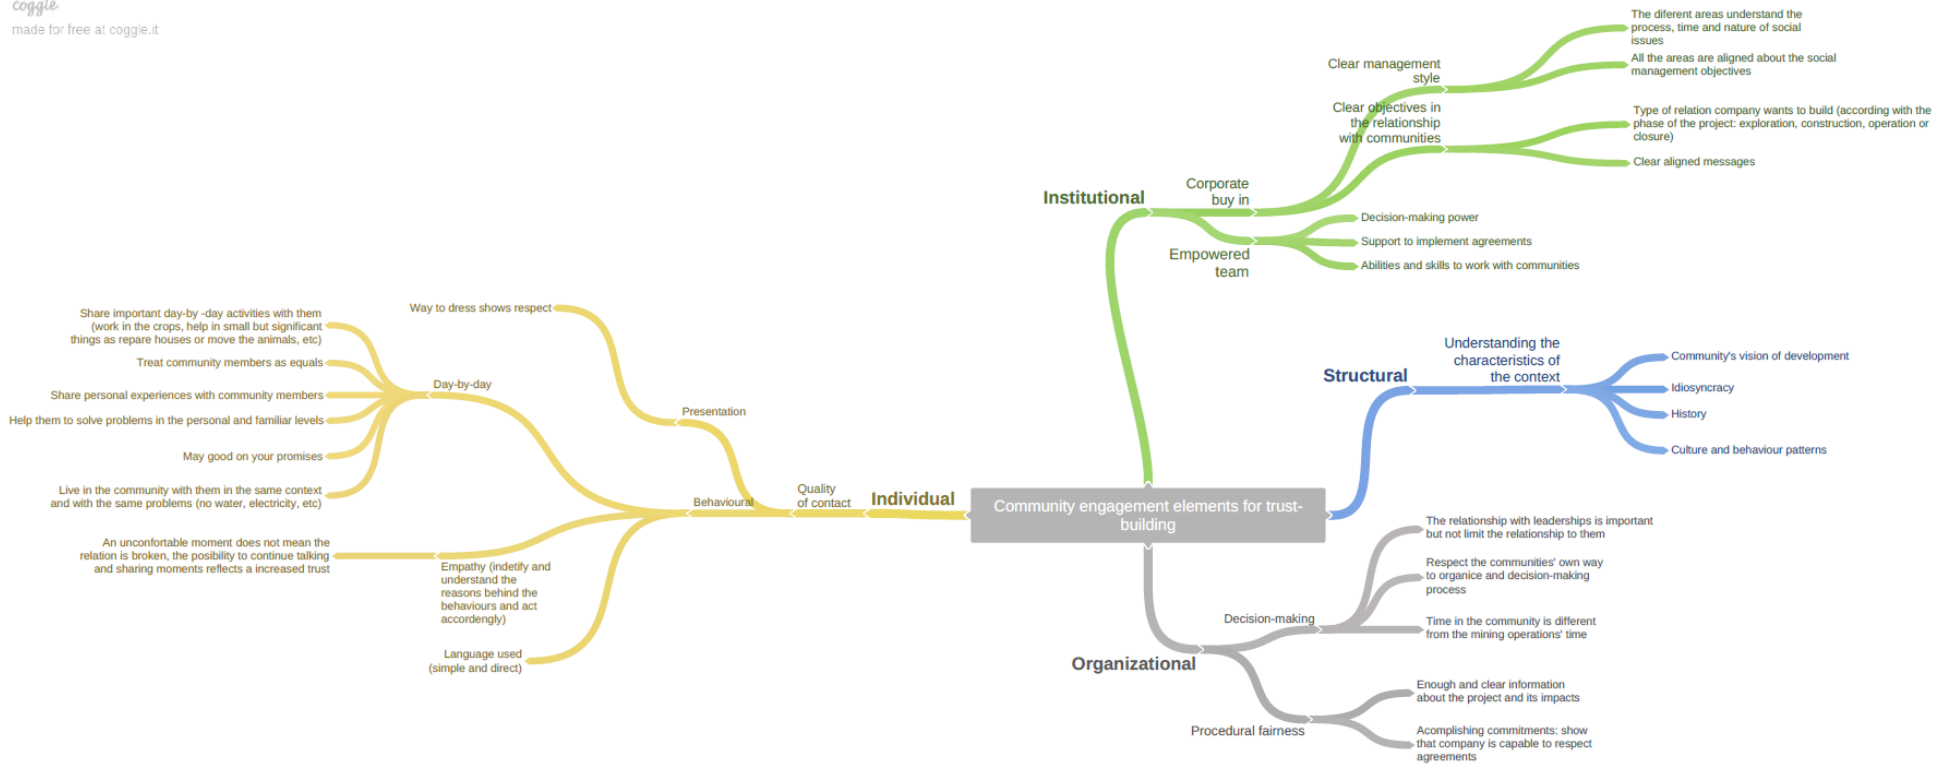 coggle
made for free at coggle.it
The diferent areas understand the
process, time and nature of social
issues
All the areas are aligned about the social
management objectives
Clear management
style
Clear objectives in
the relationship
with communities
Type of relation company wants to build (according with the
phase of the project: exploration, construction, operation or
closure)
Clear aligned messages
Institutional
Corporate
buy in
Empowered
team
Decision-making power
Support to implement agreements
Abilities and skills to work with communities
Structural
Understanding the
characteristics of
the context
Community's vision of development
Idiosyncracy
History
Culture and behaviour patterns
Community engagement elements for trust-
building
Individual
Quality
of contact
Behavioural
Presentation
Way to dress shows respect
Day-by-day
Share important day-by -day activities with them
(work in the crops, help in small but significant
things as repare houses or move the animals, etc)
Treat community members as equals
Share personal experiences with community members
Help them to solve problems in the personal and familiar levels
May good on your promises
Live in the community with them in the same context
and with the same problems (no water, electricity, etc)
An unconfortable moment does not mean the
relation is broken, the posibility to continue talking
and sharing moments reflects a increased trust
Empathy (indetify and
understand the
reasons behind the
behaviours and act
accordengly)
Language used
(simple and direct)
Organizational
Decision-making
The relationship with leaderships is important
but not limit the relationship to them
Respect the communities' own way
to organice and decision-making
process
Time in the community is different
from the mining operations' time
Procedural fairness
Enough and clear information
about the project and its impacts
Acomplishing commitments: show
that company is capable to respect
agreements